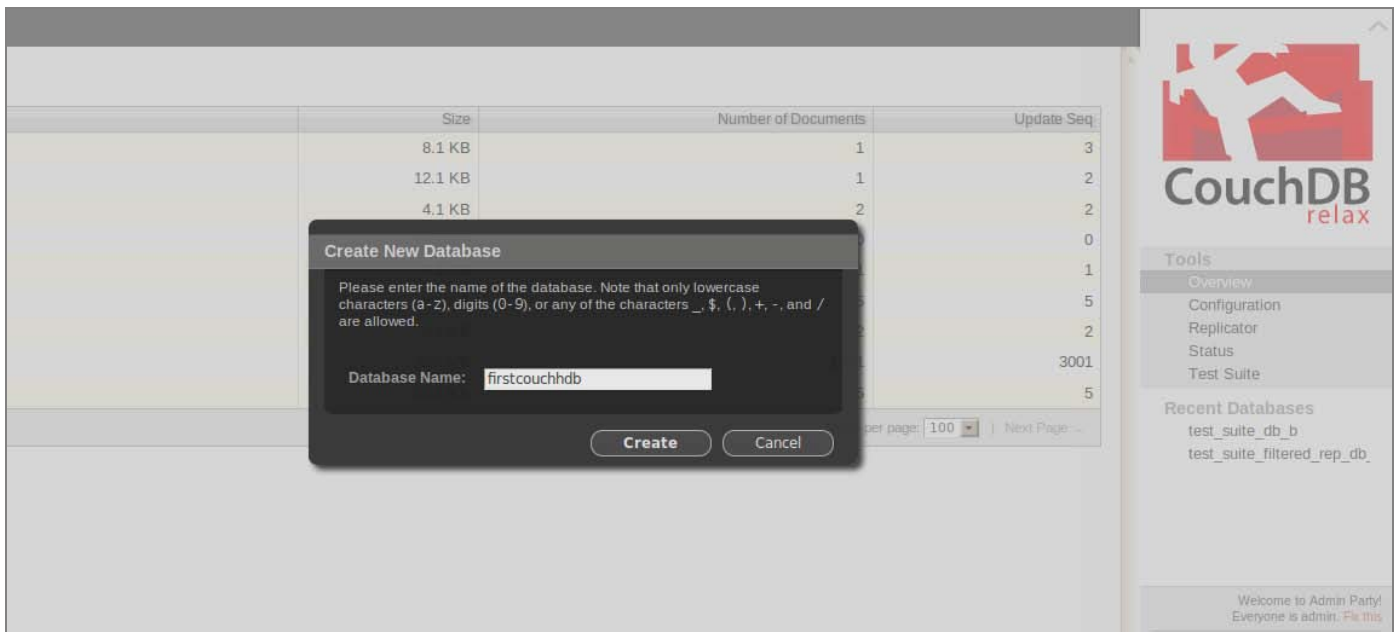 Size Number of Documents Update Seq
8.1 KB 1 3
12.1 KB 1 2
4.1 KB 2 2
0
1
5
2
3001
5
Create New Database
Please enter the name of the database. Note that only lowercase
characters (a-z), digits (0-9), or any of the characters _, $, (, ), +, -, and /
are allowed.
Database Name: firstcouchhdb
Create Cancel
per page: 100 | Next Page
CouchDB
relax
Tools
Overview
Configuration
Replicator
Status
Test Suite
Recent Databases
test_suite_db_b
test_suite_filtered_rep_db_
Welcome to Admin Party!
Everyone is admin. Fix this